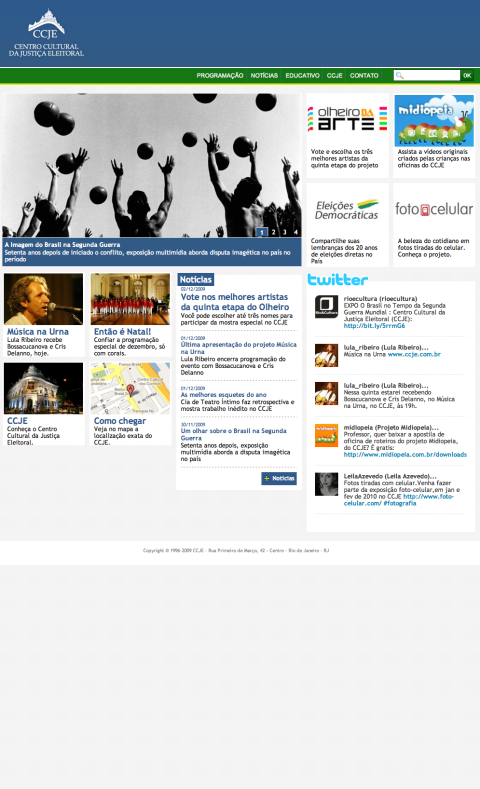 CCJE
CENTRO CULTURAL
DA JUSTIÇA ELEITORAL
PROGRAMAÇÃO NOTÍCIAS EDUCATIVO CCJE CONTATO OK
1 2 3 4
A Imagem do Brasil na Segunda Guerra
Setenta anos depois de iniciado o conflito, exposição multimídia aborda disputa imagética no país no
período
olheiro DA
ARTE
Vote e escolha os três
melhores artistas da
quinta etapa do projeto
midiopeia
Assista a vídeos originais
criados pelas crianças nas
oficinas do CCJE
Eleições
Democráticas
Compartilhe suas
lembranças dos 20 anos
de eleições diretas no
País
foto celular
A beleza do cotidiano em
fotos tiradas do celular.
Conheça o projeto.
Música na Urna
Lula Ribeiro recebe
Bossacucanova e Cris
Delanno, hoje.
Então é Natal!
Confiar a programação
especial de dezembro, só
com corais.
CCJE
Conheça o Centro
Cultural da Justiça
Eleitoral.
Como chegar
Veja no mapa a
localização exata do
CCJE.
Notícias
02/12/2009
Vote nos melhores artistas
da quinta etapa do Olheiro
Você pode escolher até três nomes para
participar da mostra especial no CCJE
01/12/2009
Última apresentação do projeto Música
na Urna
Lula Ribeiro encerra programação do
evento com Bossacucanova e Cris
Delanno
01/12/2009
As melhores esquetes do ano
Cia de Teatro Íntimo faz retrospectiva e
mostra trabalho inédito no CCJE
30/11/2009
Um olhar sobre o Brasil na Segunda
Guerra
Setenta anos depois, exposição
multimídia aborda a disputa imagética
no país
+ Notícias
twitter
rioecultura (rioecultura)
EXPO O Brasil no Tempo da Segunda
Guerra Mundial : Centro Cultural da
Justiça Eleitoral (CCJE):
http://bit.ly/5rrmG6
lula_ribeiro (Lula Ribeiro)...
Música na Urna www.ccje.com.br
lula_ribeiro (Lula Ribeiro)...
Nessa quinta estarei recebendo
Bossacucanova e Cris Delanno, no Música
na Urna, no CCJE, às 19h.
midiopeia (Projeto Midiopeia)...
Professor, quer baixar a apostila de
oficina de roteiros do projeto Midiopeia,
do CCJE? É grátis:
http://www.midiopeia.com.br/downloads
LeilaAzevedo (Leila Azevedo)...
Fotos tiradas com celular.Venha fazer
parte da exposição foto-celular,em jan e
fev de 2010 no CCJE http://www.foto-
celular.com/ #fotografia
Copyright © 1996-2009 CCJE - Rua Primeiro de Março, 42 - Centro - Rio de Janeiro - RJ